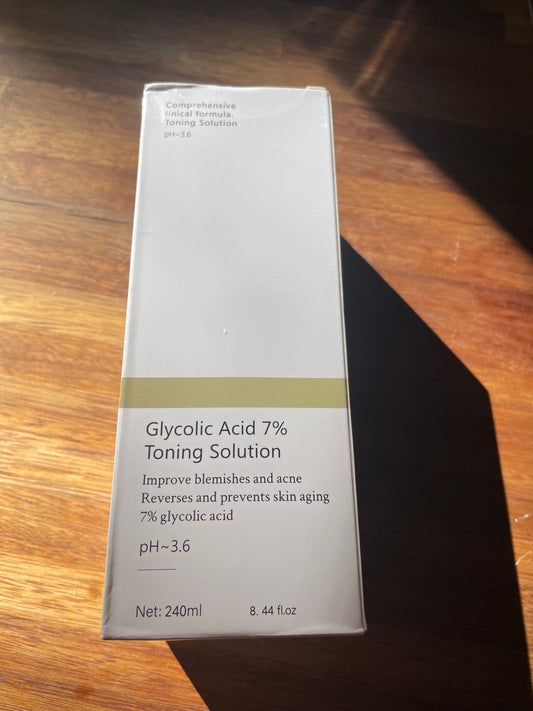 Comprehensive
linical formula.
Toning Solution
pH~3.6
Glycolic Acid 7%
Toning Solution
Improve blemishes and acne
Reverses and prevents skin aging
7% glycolic acid
pH~3.6
Net: 240ml 8. 44 fl.oz